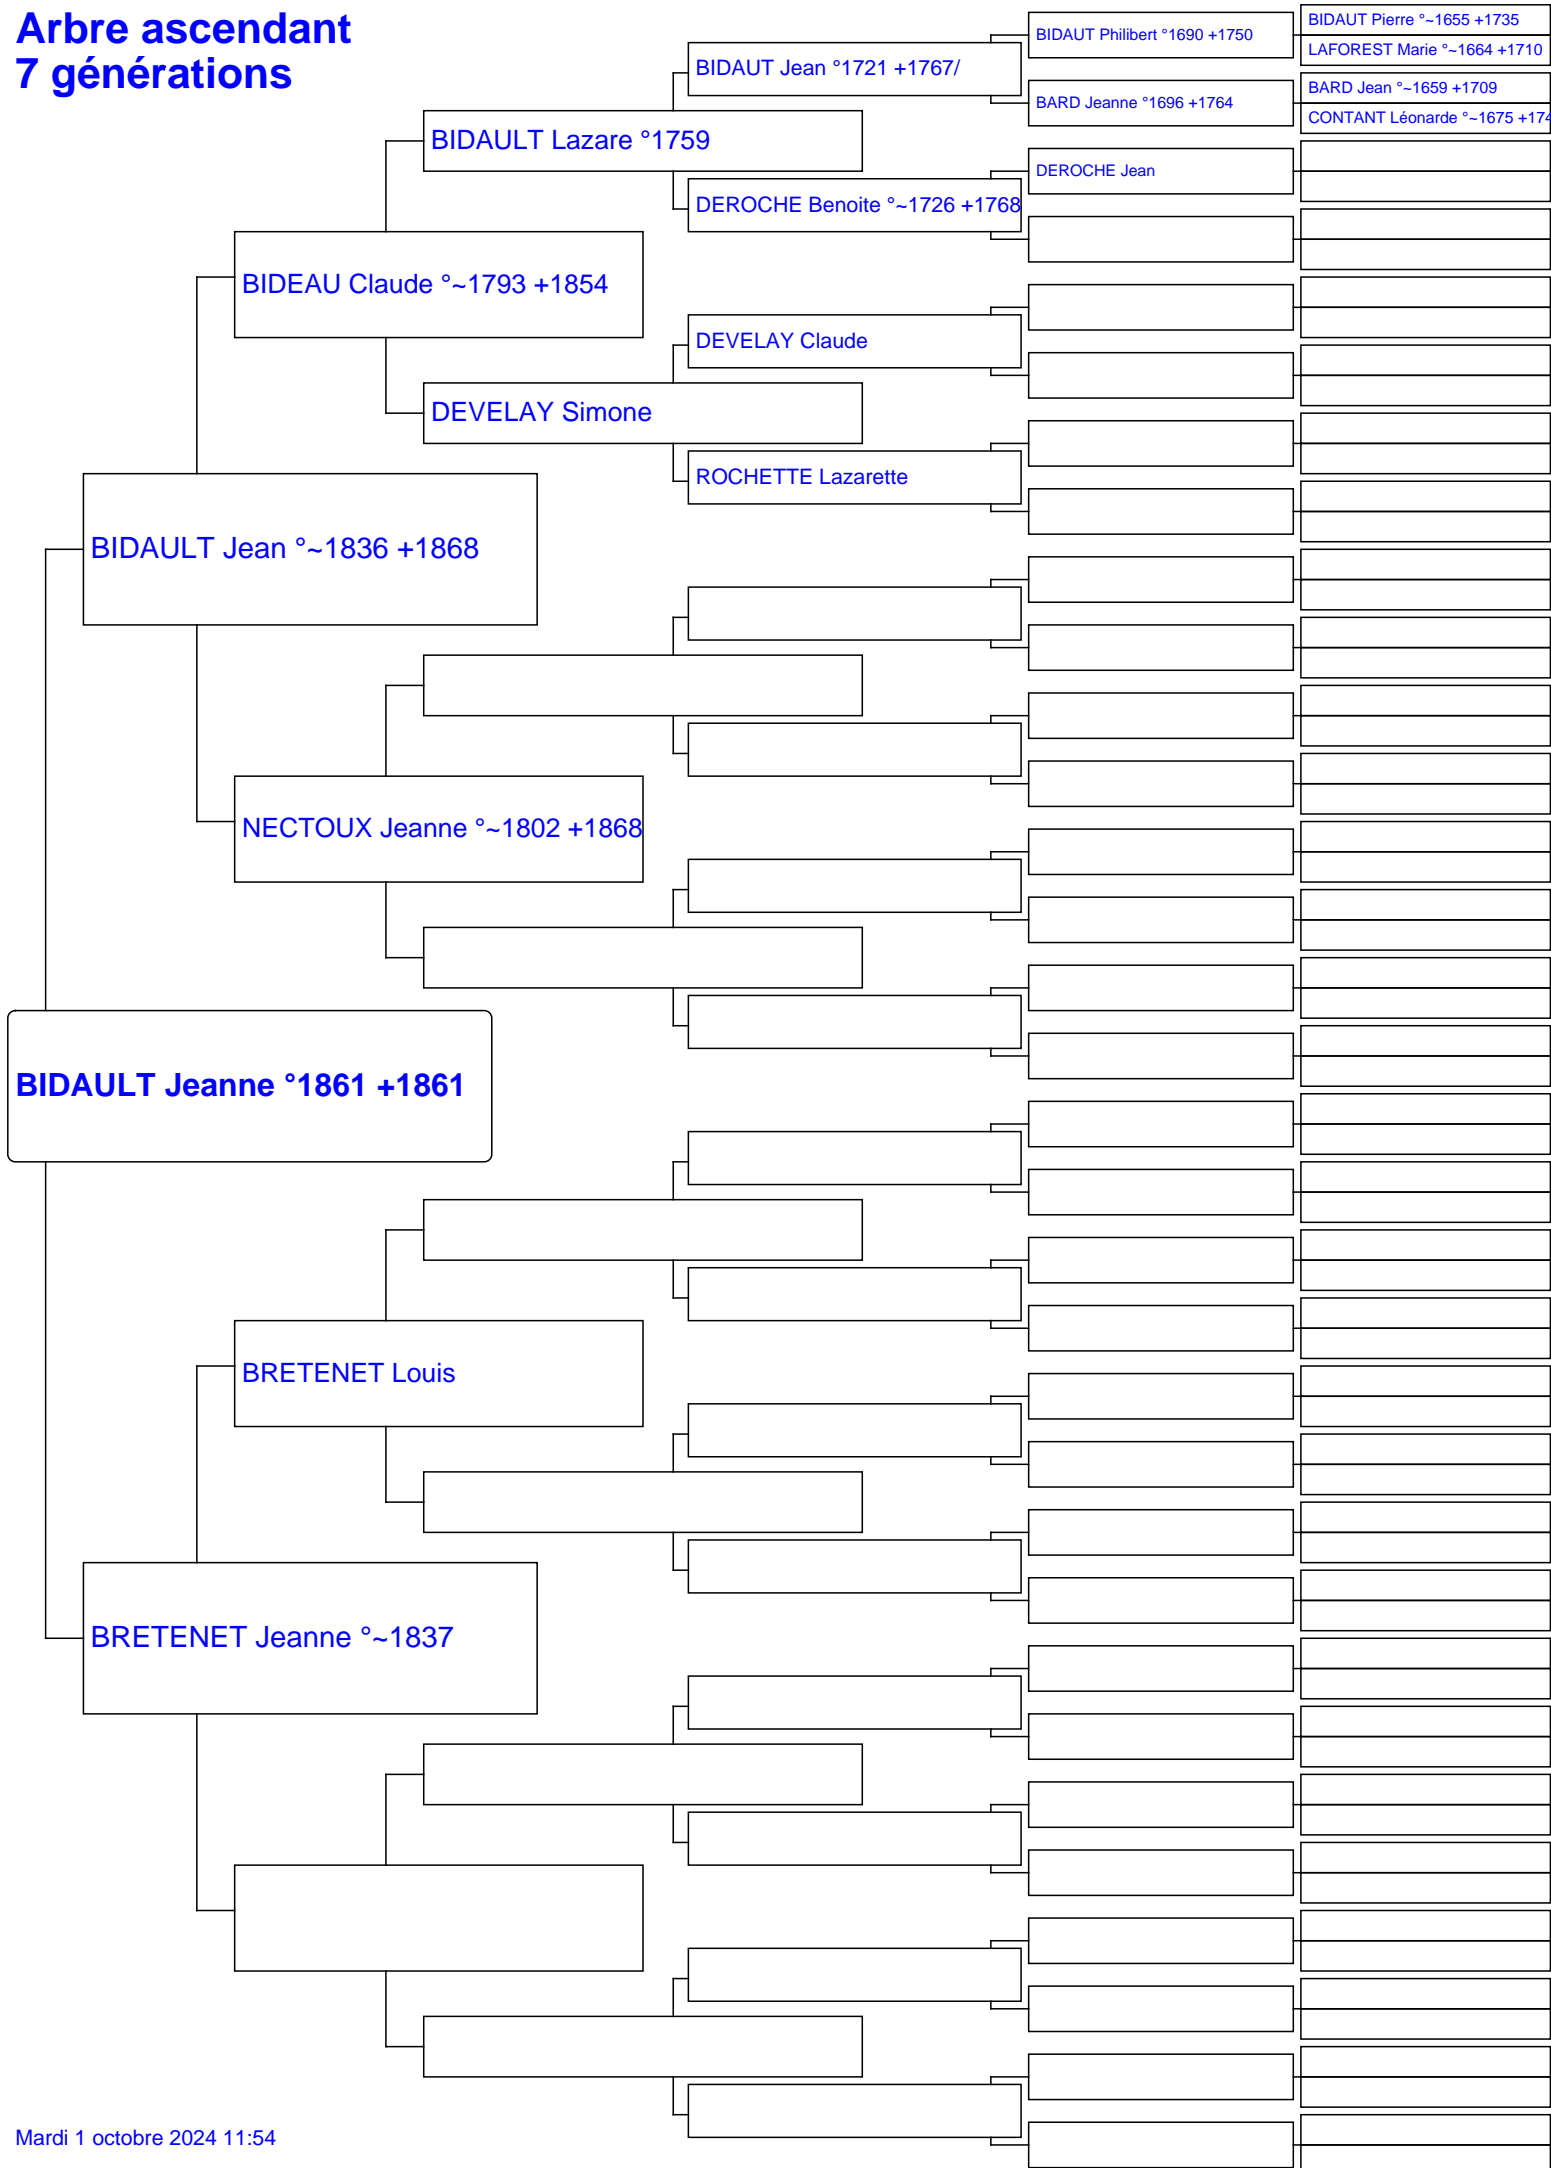 Arbre ascendant
7 générations
BIDAUT Pierre °~1655 +1735
BIDAUT Philibert °1690 +1750
LAFOREST Marie °~1664 +1710
BIDAUT Jean °1721 +1767/
BARD Jean °~1659 +1709
BARD Jeanne °1696 +1764
CONTANT Léonarde °~1675 +174
BIDAULT Lazare °1759
DEROCHE Jean
DEROCHE Benoite °~1726 +1768
BIDEAU Claude °~1793 +1854
DEVELAY Claude
DEVELAY Simone
ROCHETTE Lazarette
BIDAULT Jean °~1836 +1868
NECTOUX Jeanne °~1802 +1868
BIDAULT Jeanne °1861 +1861
BRETENET Louis
BRETENET Jeanne °~1837
Mardi 1 octobre 2024 11:54